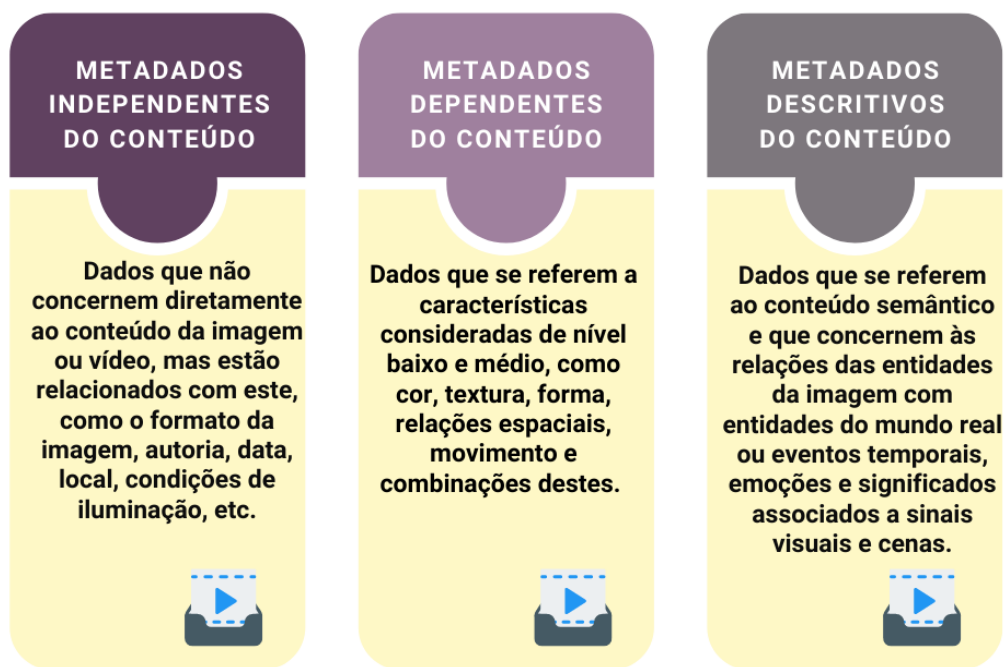 METADADOS
INDEPENDENTES
DO CONTEÚDO
Dados que não
concernem diretamente
ao conteúdo da imagem
ou vídeo, mas estão
relacionados com este,
como o formato da
imagem, autoria, data,
local, condições de
iluminação, etc.
METADADOS
DEPENDENTES
DO CONTEÚDO
Dados que se referem a
características
consideradas de nível
baixo e médio, como
cor, textura, forma,
relações espaciais,
movimento e
combinações destes.
METADADOS
DESCRITIVOS
DO CONTEÚDO
Dados que se referem
ao conteúdo semântico
e que concernem às
relações das entidades
da imagem com
entidades do mundo real
ou eventos temporais,
emoções e significados
associados a sinais
visuais e cenas.